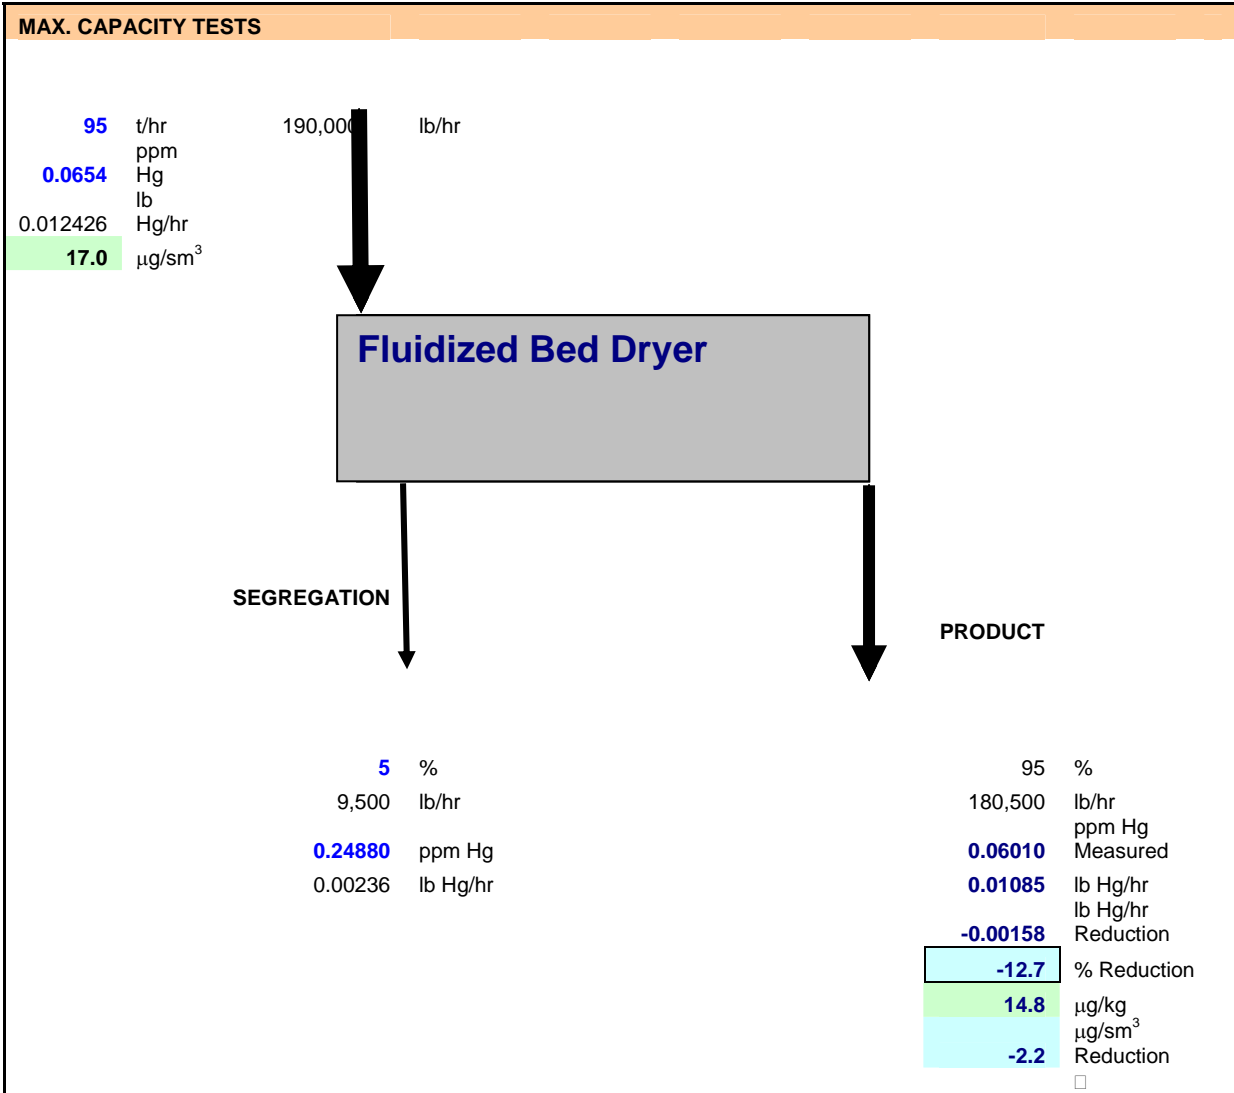 MAX. CAPACITY TESTS
95 t/hr 190,000 lb/hr
ppm
0.0654 Hg
lb
0.012426 Hg/hr
17.0 μg/sm³
Fluidized Bed Dryer
SEGREGATION
PRODUCT
5 % 95 %
9,500 lb/hr 180,500 lb/hr
ppm Hg
0.24880 ppm Hg 0.06010 Measured
0.00236 lb Hg/hr 0.01085 lb Hg/hr
lb Hg/hr
-0.00158 Reduction
-12.7 % Reduction
14.8 μg/kg
μg/sm³
-2.2 Reduction